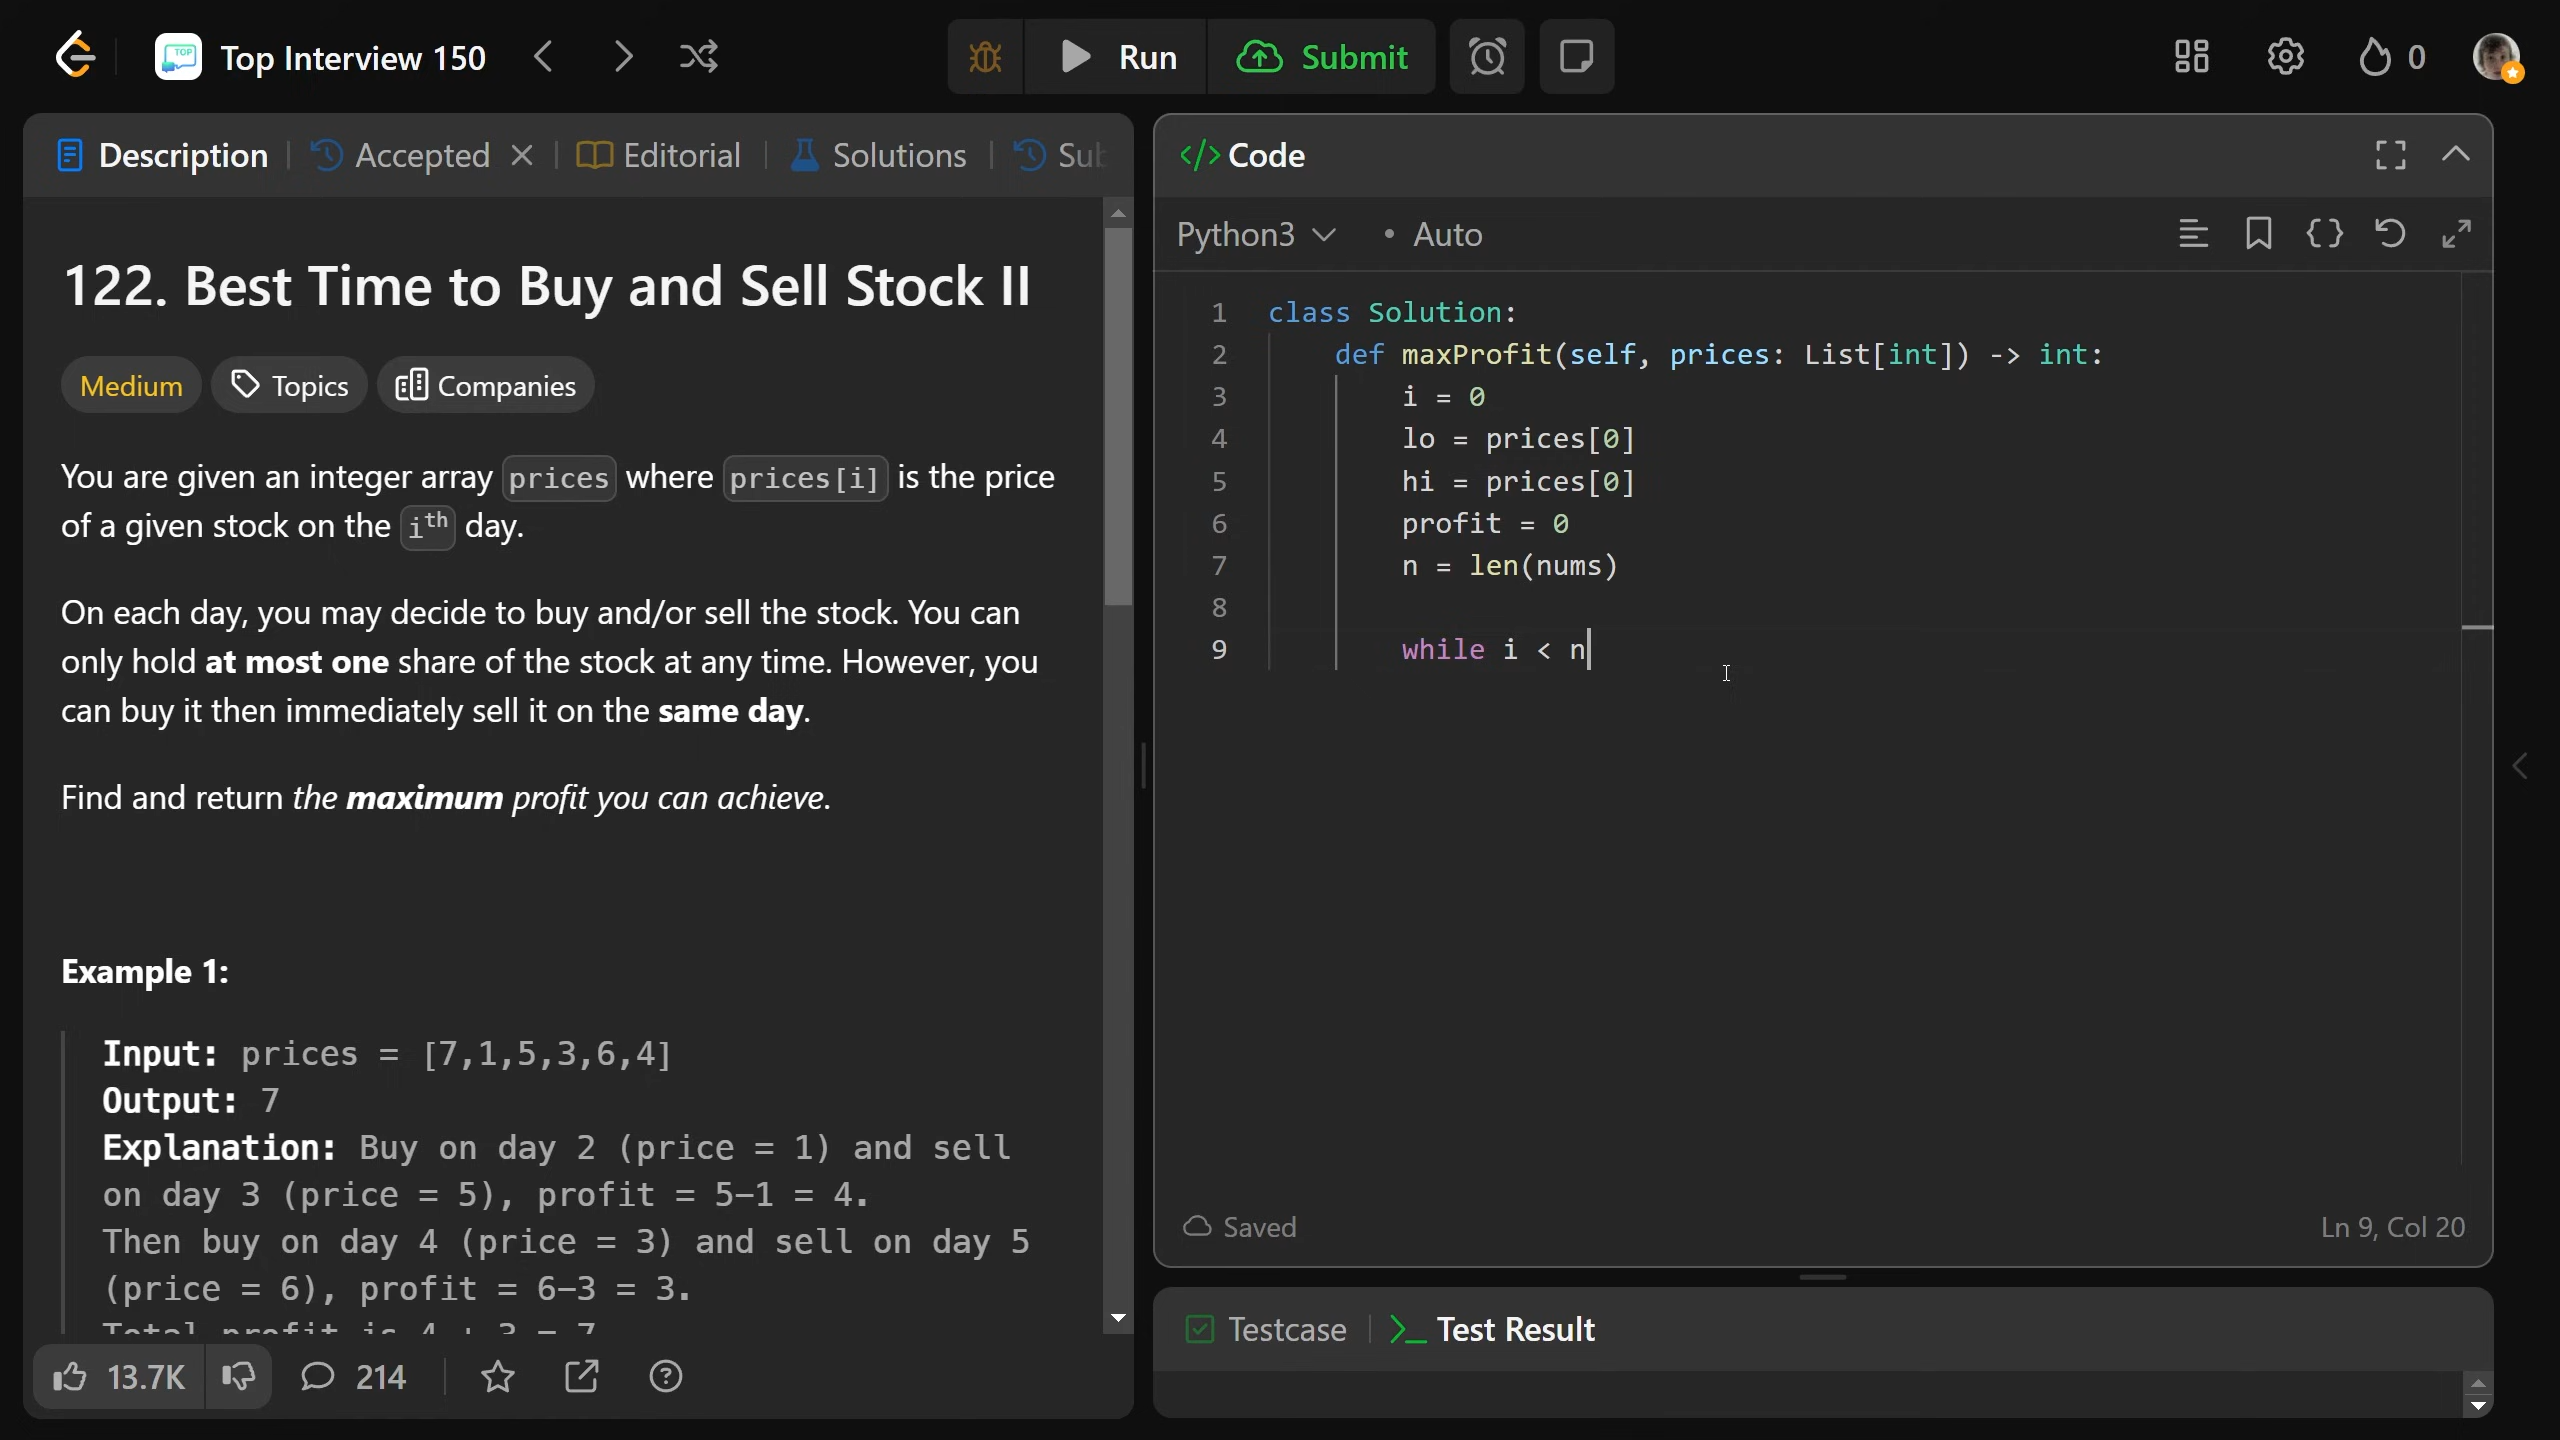 TOP
Top Interview 150
Run
Submit
0
Description
Accepted
Editorial
Solutions
122. Best Time to Buy and Sell Stock II
Medium
Topics
Companies
You are given an integer array prices where prices[i] is the price
of a given stock on the ith day.
On each day, you may decide to buy and/or sell the stock. You can
only hold at most one share of the stock at any time. However, you
can buy it then immediately sell it on the same day.
Find and return the maximum profit you can achieve.
Example 1:
Input: prices = [7,1,5,3,6,4]
Output: 7
Explanation: Buy on day 2 (price = 1) and sell
on day 3 (price = 5), profit = 5-1 = 4.
Then buy on day 4 (price = 3) and sell on day 5
(price = 6), profit = 6-3 = 3.
Total profit is 4 + 3 = 7
13.7K
214
</> Code
Python3
• Auto
1 class Solution:
2 def maxProfit(self, prices: List[int]) -> int:
3 i = 0
4 lo = prices[0]
5 hi = prices[0]
6 profit = 0
7 n = len(nums)
8
9 while i < n
Saved
Ln 9, Col 20
Testcase
Test Result